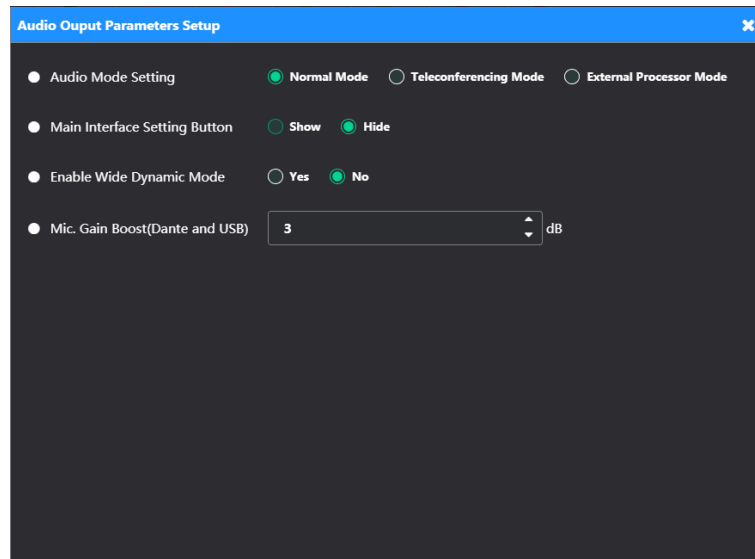 Audio Ouput Parameters Setup
Audio Mode Setting Normal Mode Teleconferencing Mode External Processor Mode
Main Interface Setting Button Show Hide
Enable Wide Dynamic Mode Yes No
Mic. Gain Boost(Dante and USB) 3 dB